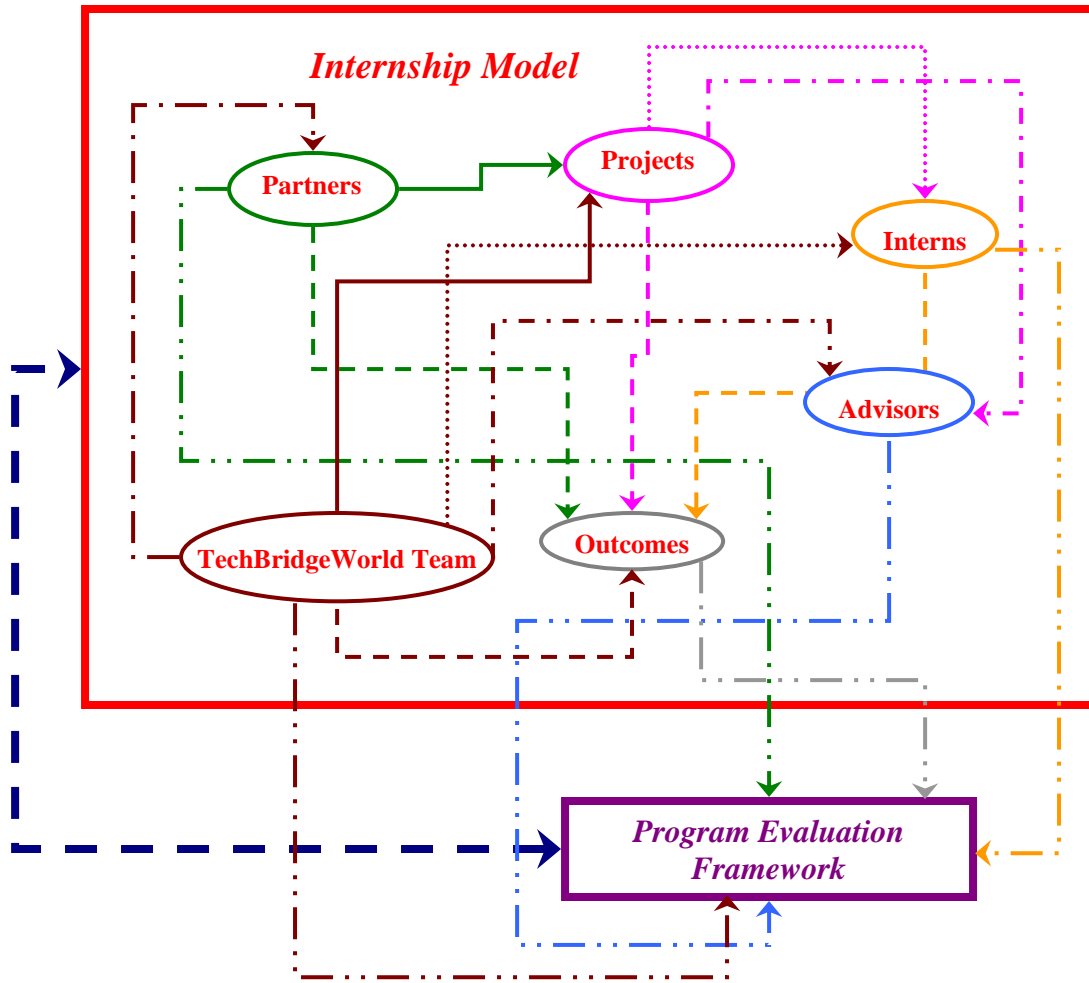 Internship Model
Projects
Partners
Interns
Advisors
Outcomes
TechBridgeWorld Team
Program Evaluation
Framework